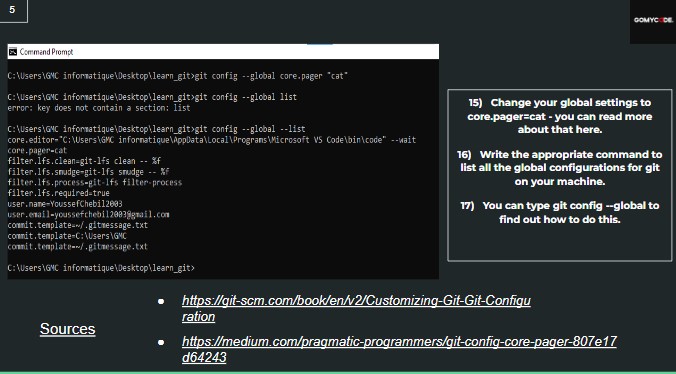 5
GOMYCODE.
Command Prompt
C:\Users\GMC informatique\Desktop\learn_git>git config --global core.pager "cat"
C:\Users\GMC informatique\Desktop\learn_git>git config --global list
error: key does not contain a section: list
C:\Users\GMC informatique\Desktop\learn_git>git config --global --list
core.editor="C:\Users\GMC informatique\AppData\Local\Programs\Microsoft VS Code\bin\code" --wait
core.pager=cat
filter.lfs.clean=git-lfs clean -- %f
filter.lfs.smudge=git-lfs smudge -- %f
filter.lfs.process=git-lfs filter-process
filter.lfs.required=true
user.name=YoussefChebil2003
user.email=youssefchebil2003@gmail.com
commit.template=~/.gitmessage.txt
commit.template=C:\Users\GMC
commit.template=~/.gitmessage.txt
C:\Users\GMC informatique\Desktop\learn_git>
15) Change your global settings to
core.pager=cat - you can read more
about that here.
16) Write the appropriate command to
list all the global configurations for git
on your machine.
17) You can type git config --global to
find out how to do this.
Sources
● https://git-scm.com/book/en/v2/Customizing-Git-Git-Configu
ration
● https://medium.com/pragmatic-programmers/git-config-core-pager-807e17
d64243